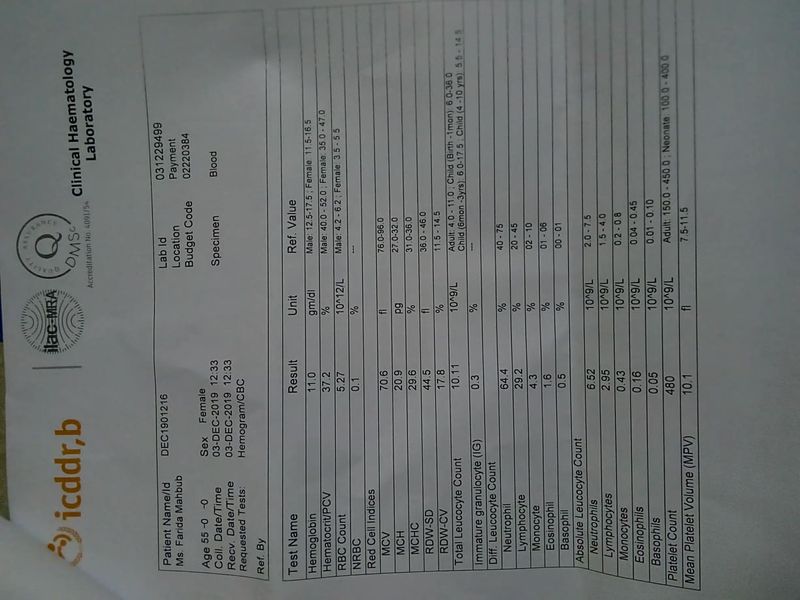 icddr,b
ilac-MRA
QUALITY ASSURANCE
Q
DMSc
Accreditation No. 4091/54
Clinical Haematology
Laboratory
Patient Name/Id DEC1901216 Lab Id 031229499
Ms. Farida Mahbub Location Payment
Budget Code 02220384
Age 55 -0 -0 Sex Female
Coll. Date/Time 03-DEC-2019 12:33 Specimen Blood
Recv. Date/Time 03-DEC-2019 12:33
Requested Tests: Hemogram/CBC
Ref. By
Test Name Result Unit Ref. Value
Hemoglobin 11.0 gm/dl Male: 12.5-17.5 ; Female: 11.5-16.5
Hematocrit/PCV 37.2 % Male: 40.0 - 52.0 ; Female: 35.0 - 47.0
RBC Count 5.27 10^12/L Male: 4.2 - 6.2 ; Female: 3.5 - 5.5
NRBC 0.1 % ---
Red Cell Indices
MCV 70.6 fl 76.0-96.0
MCH 20.9 pg 27.0-32.0
MCHC 29.6 % 31.0-36.0
RDW-SD 44.5 fl 36.0 - 46.0
RDW-CV 17.8 % 11.5 - 14.5
Total Leucocyte Count 10.11 10^9/L Adult: 4.0 - 11.0 ; Child (Birth -1mon) 6.0-36.0
Child (6mon -3yrs) 6.0-17.5 ; Child (4 -10 yrs) 5.5 - 14.5
Immature granulocyte (IG) 0.3 % ---
Diff. Leucocyte Count
Neutrophil 64.4 % 40 - 75
Lymphocyte 29.2 % 20 - 45
Monocyte 4.3 % 02 - 10
Eosinophil 1.6 % 01 - 06
Basophil 0.5 % 00 - 01
Absolute Leucocyte Count
Neutrophils 6.52 10^9/L 2.0 - 7.5
Lymphocytes 2.95 10^9/L 1.5 - 4.0
Monocytes 0.43 10^9/L 0.2 - 0.8
Eosinophils 0.16 10^9/L 0.04 - 0.45
Basophils 0.05 10^9/L 0.01 - 0.10
Platelet Count 480 10^9/L Adult: 150.0 - 450.0 ; Neonate: 100.0 - 400.0
Mean Platelet Volume (MPV) 10.1 fl 7.5-11.5